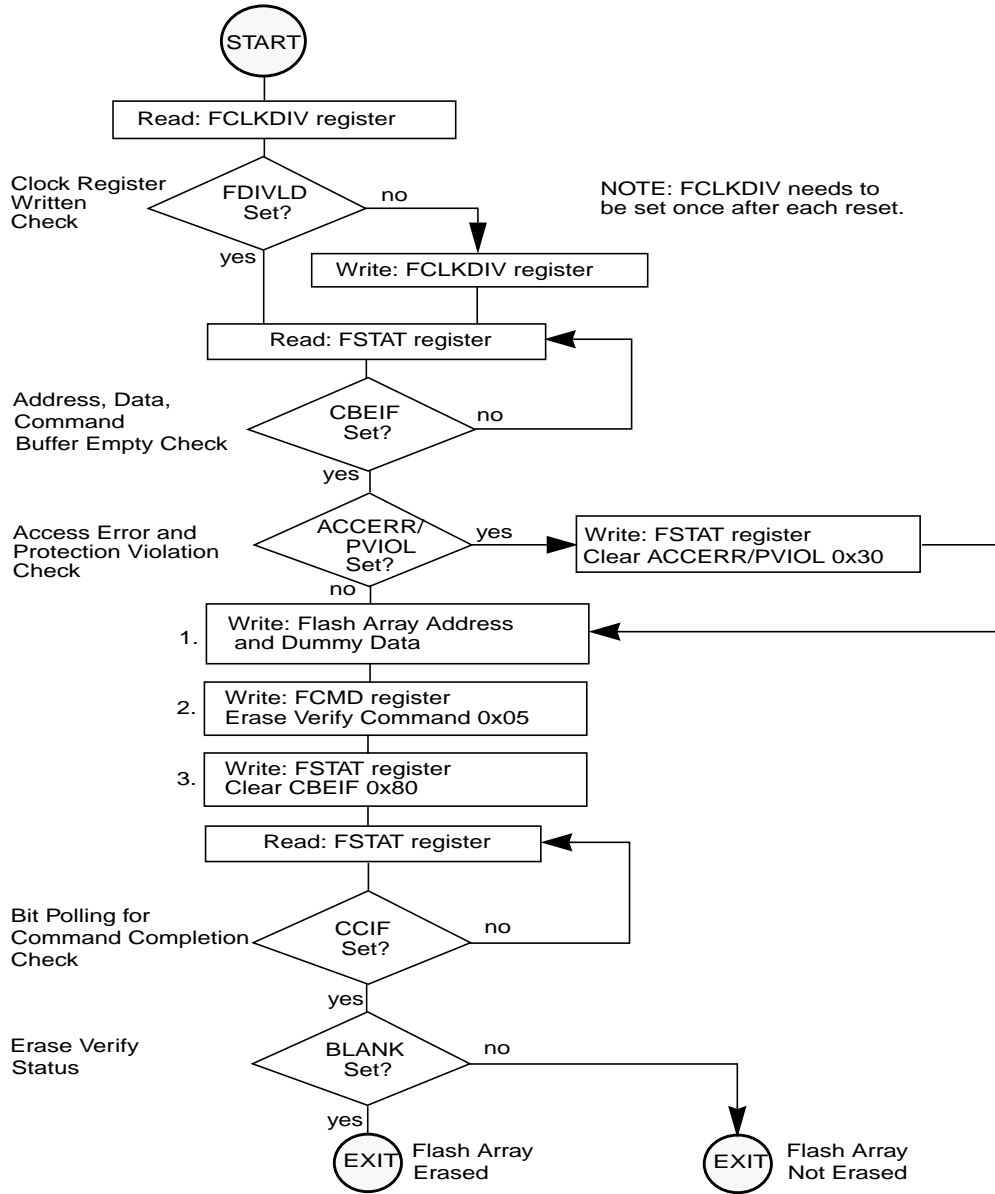 START
Read: FCLKDIV register
Clock Register
Written
Check
FDIVLD
Set?
no
yes
NOTE: FCLKDIV needs to
be set once after each reset.
Write: FCLKDIV register
Read: FSTAT register
Address, Data,
Command
Buffer Empty Check
CBEIF
Set?
no
yes
Access Error and
Protection Violation
Check
ACCERR/
PVIOL
Set?
yes
no
Write: FSTAT register
Clear ACCERR/PVIOL 0x30
1.
Write: Flash Array Address
and Dummy Data
2.
Write: FCMD register
Erase Verify Command 0x05
3.
Write: FSTAT register
Clear CBEIF 0x80
Read: FSTAT register
Bit Polling for
Command Completion
Check
CCIF
Set?
no
yes
Erase Verify
Status
BLANK
Set?
no
yes
EXIT
Flash Array
Erased
EXIT
Flash Array
Not Erased